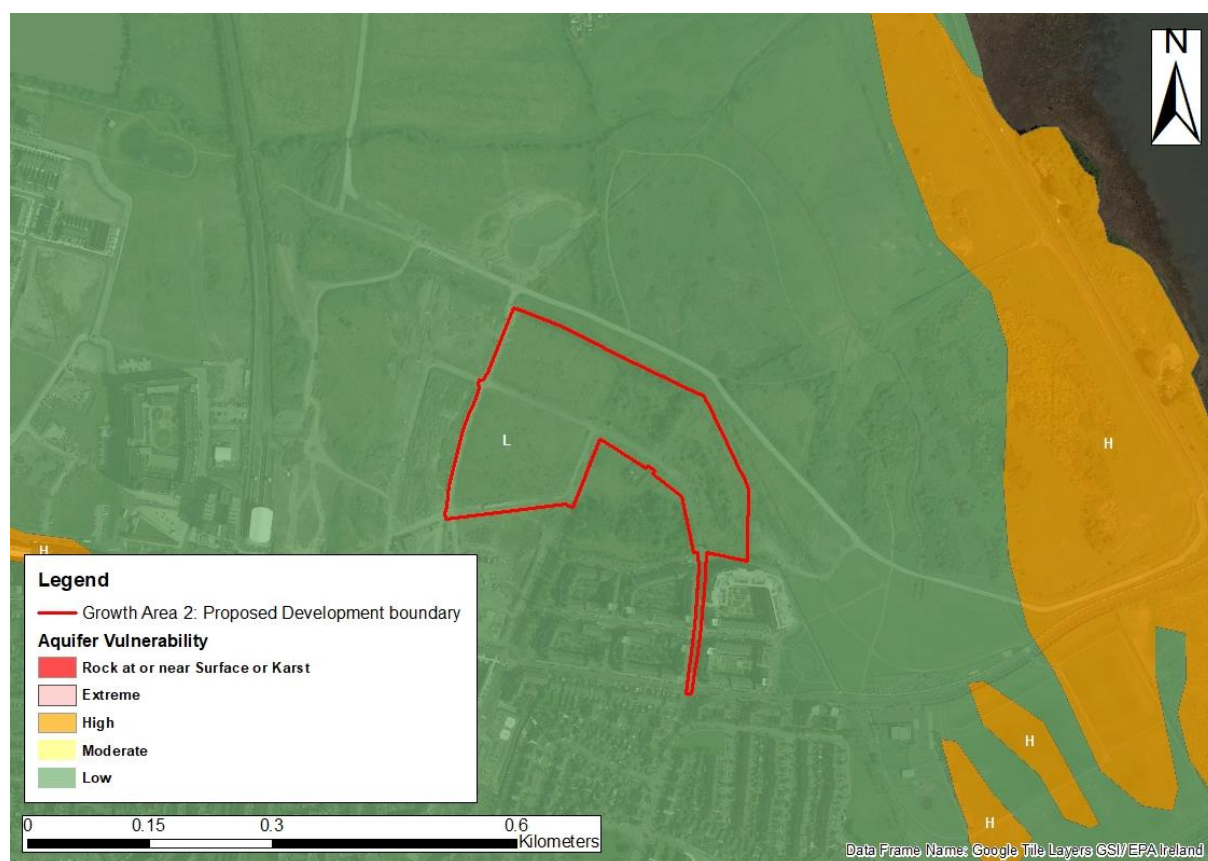 N
H
L
H
Legend
Growth Area 2: Proposed Development boundary
Aquifer Vulnerability
Rock at or near Surface or Karst
Extreme
High
Moderate
Low
H
H
0 0.15 0.3 0.6
Kilometers
Data Frame Name: Google Tile Layers GSI/EPA Ireland